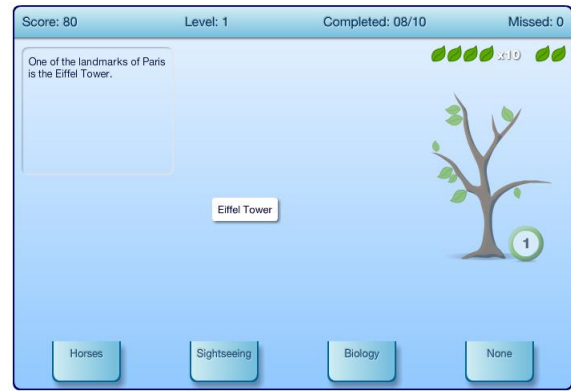 Score: 80 Level: 1 Completed: 08/10 Missed: 0
One of the landmarks of Paris
is the Eiffel Tower.
x10
Eiffel Tower
1
Horses Sightseeing Biology None